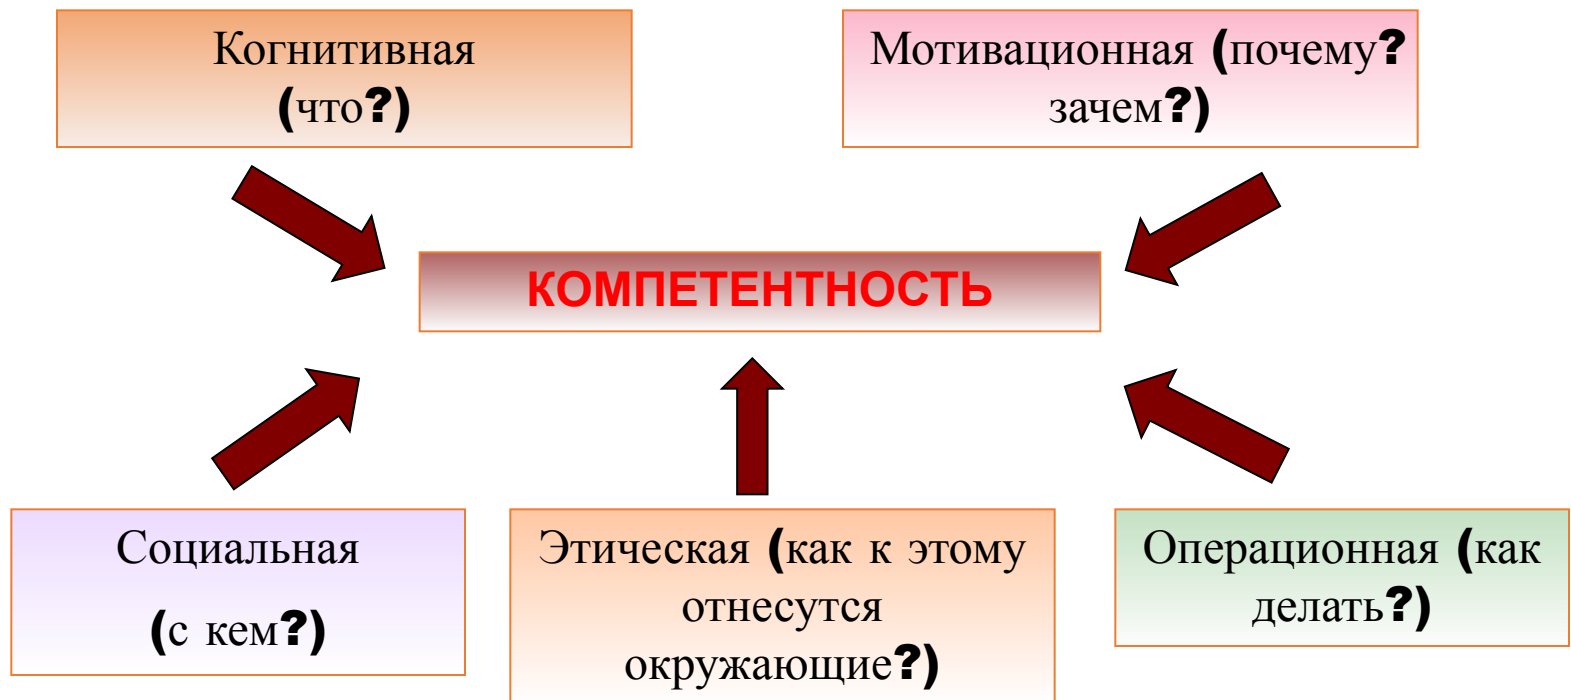 Когнитивная
(что?)
Мотивационная (почему?
зачем?)
КОМПЕТЕНТНОСТЬ
Социальная
(с кем?)
Этическая (как к этому
отнесутся
окружающие?)
Операционная (как
делать?)